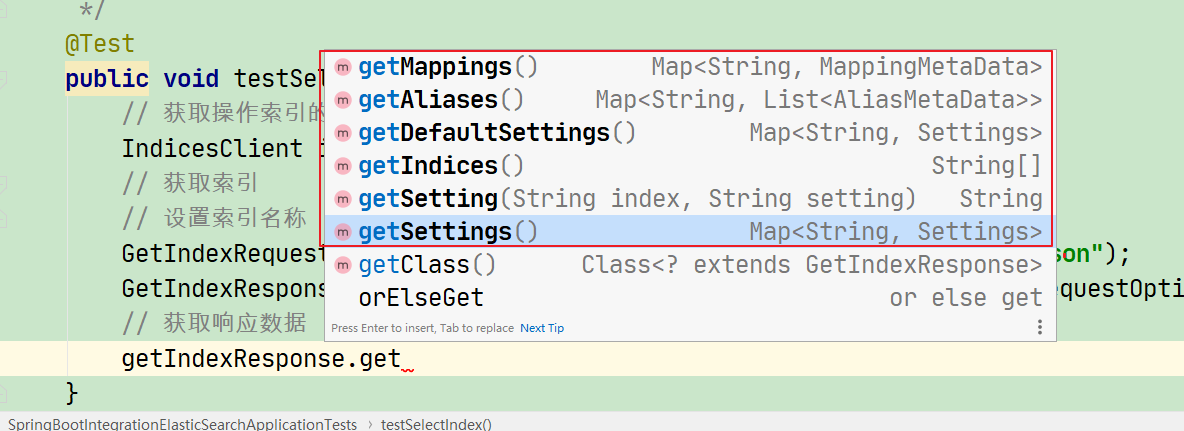 */
@Test
public void testSel
// 获取操作索引的
IndicesClient i
// 获取索引
// 设置索引名称
GetIndexRequest on");
GetIndexRespons equestOpti
// 获取响应数据
getIndexResponse.get
}
getMappings() Map<String, MappingMetaData>
getAliases() Map<String, List<AliasMetaData>>
getDefaultSettings() Map<String, Settings>
getIndices() String[]
getSetting(String index, String setting) String
getSettings() Map<String, Settings>
getClass() Class<? extends GetIndexResponse>
orElseGet or else get
Press Enter to insert, Tab to replace Next Tip
SpringBootIntegrationElasticSearchApplicationTests › testSelectIndex()